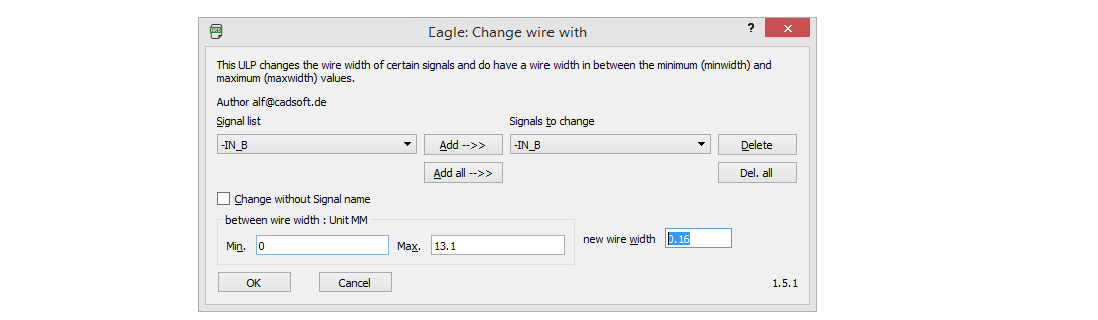 Eagle: Change wire with
?
This ULP changes the wire width of certain signals and do have a wire width in between the minimum (minwidth) and
maximum (maxwidth) values.
Author alf@cadsoft.de
Signal list
Signals to change
-IN_B
Add -->>
-IN_B
Delete
Add all -->>
Del. all
Change without Signal name
between wire width : Unit MM
Min. 0 Max. 13.1
new wire width 0.16
OK
Cancel
1.5.1